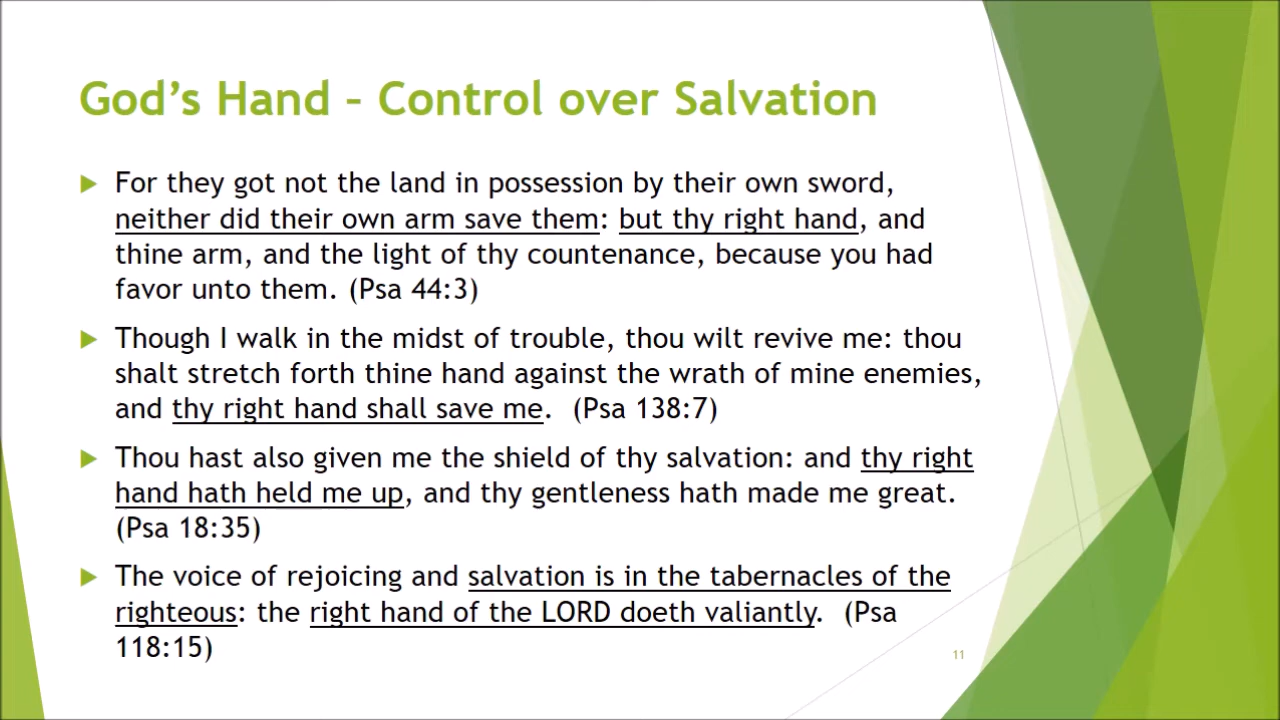 God's Hand – Control over Salvation
For they got not the land in possession by their own sword,
neither did their own arm save them: but thy right hand, and
thine arm, and the light of thy countenance, because you had
favor unto them. (Psa 44:3)
Though I walk in the midst of trouble, thou wilt revive me: thou
shalt stretch forth thine hand against the wrath of mine enemies,
and thy right hand shall save me.  (Psa 138:7)
Thou hast also given me the shield of thy salvation: and thy right
hand hath held me up, and thy gentleness hath made me great.
(Psa 18:35)
The voice of rejoicing and salvation is in the tabernacles of the
righteous: the right hand of the LORD doeth valiantly.  (Psa
118:15)
11